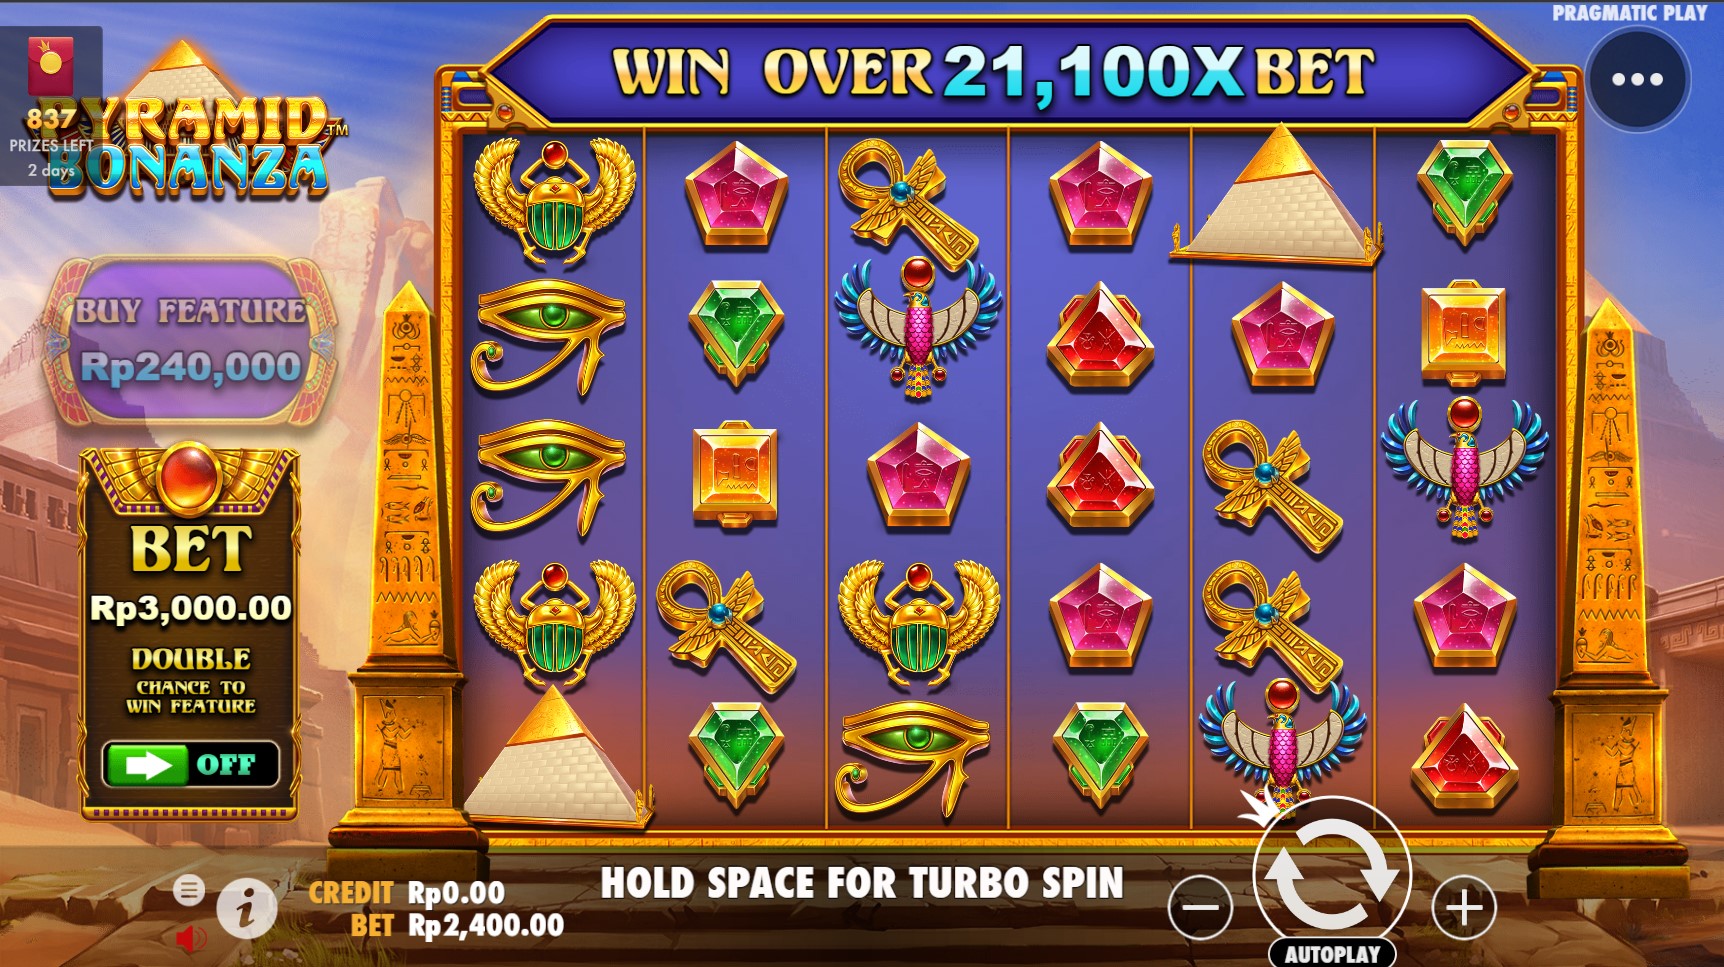 PRAGMATIC PLAY
WIN OVER 21,100X BET
PYRAMID
BONANZA™
837
PRIZES LEFT
2 days
BUY FEATURE
Rp240,000
BET
Rp3,000.00
DOUBLE
CHANCE TO
WIN FEATURE
OFF
HOLD SPACE FOR TURBO SPIN
CREDIT Rp0.00
BET Rp2,400.00
AUTOPLAY